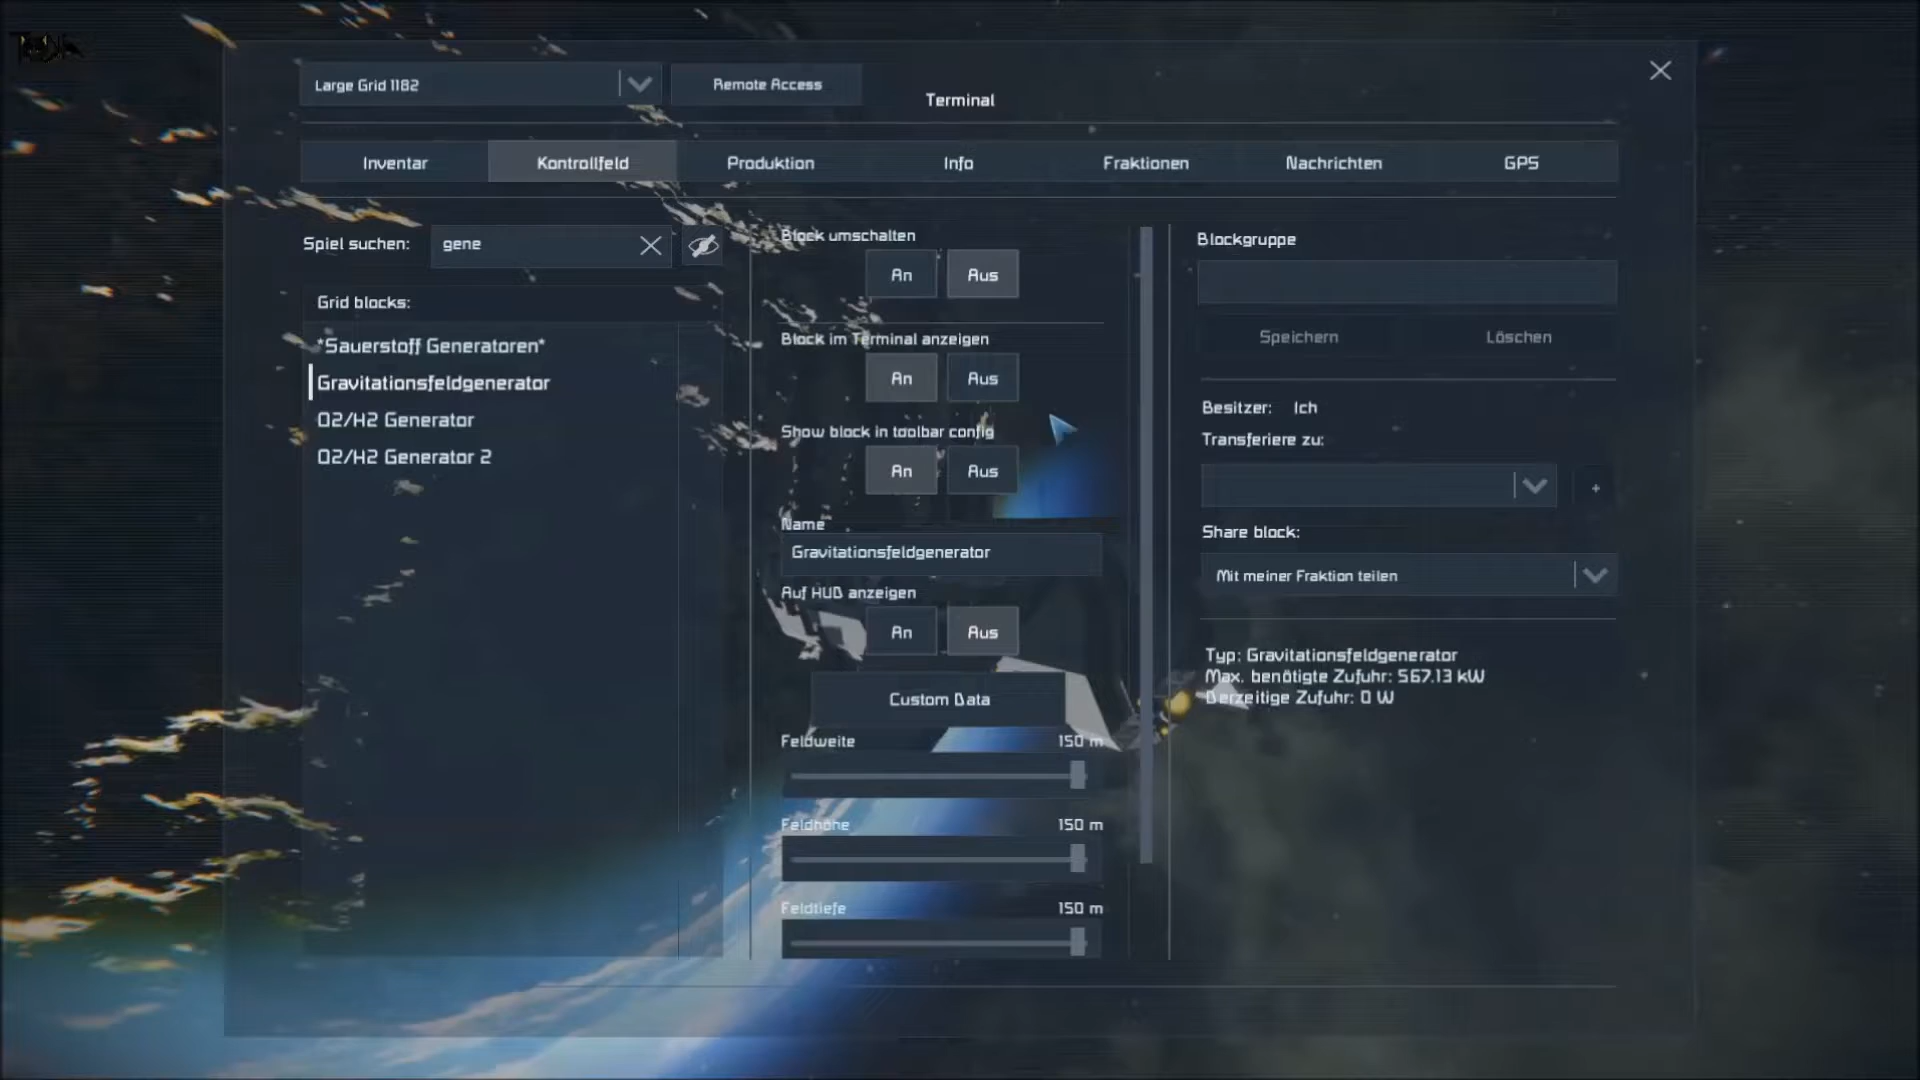 Large Grid 1182
Remote Access
Terminal
Inventar
Kontrollfeld
Produktion
Info
Fraktionen
Nachrichten
GPS
Spiel suchen:
gene
Grid blocks:
*Sauerstoff Generatoren*
Gravitationsfeldgenerator
O2/H2 Generator
O2/H2 Generator 2
Block umschalten
An
Aus
Block im Terminal anzeigen
An
Aus
Show block in toolbar config
An
Aus
Name
Gravitationsfeldgenerator
Auf HUD anzeigen
An
Aus
Custom Data
Feldweite 150 m
Feldhöhe 150 m
Feldtiefe 150 m
Blockgruppe
Speichern
Löschen
Besitzer: Ich
Transferiere zu:
+
Share block:
Mit meiner Fraktion teilen
Typ: Gravitationsfeldgenerator
Max. benötigte Zufuhr: 567.13 kW
Derzeitige Zufuhr: 0 W